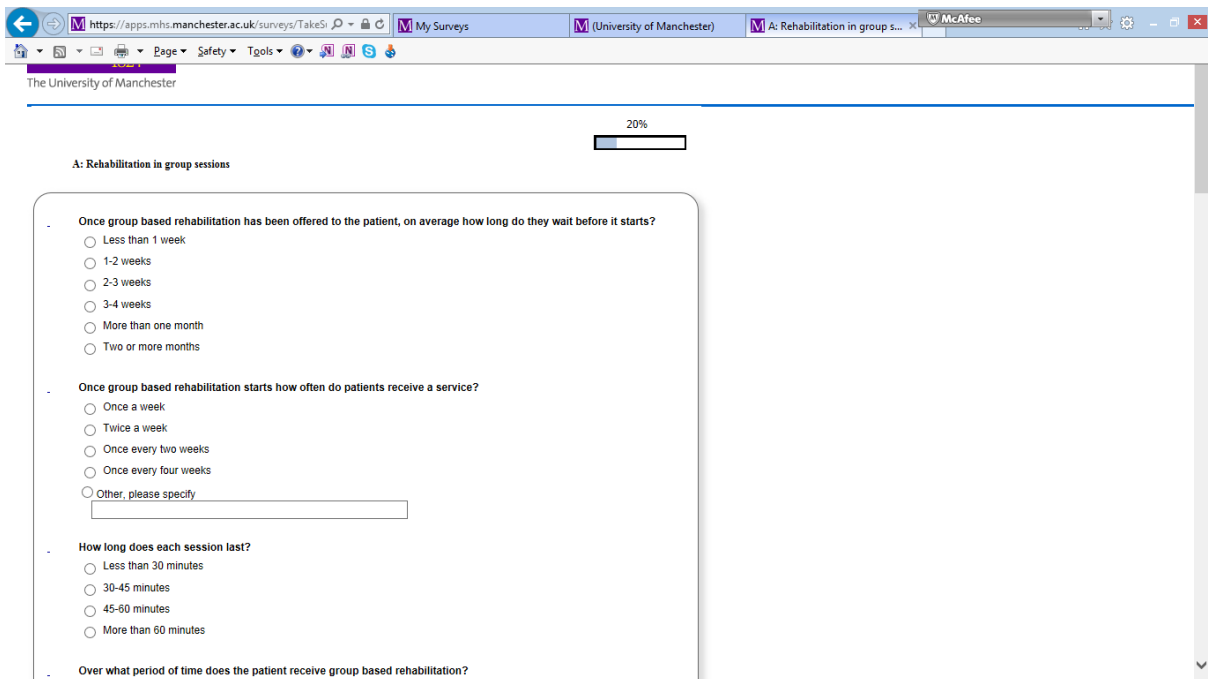 https://apps.mhs.manchester.ac.uk/surveys/TakeSu
My Surveys
(University of Manchester)
A: Rehabilitation in group s...
McAfee
Page Safety Tools
The University of Manchester
20%
A: Rehabilitation in group sessions
Once group based rehabilitation has been offered to the patient, on average how long do they wait before it starts?
Less than 1 week
1-2 weeks
2-3 weeks
3-4 weeks
More than one month
Two or more months
Once group based rehabilitation starts how often do patients receive a service?
Once a week
Twice a week
Once every two weeks
Once every four weeks
Other, please specify
How long does each session last?
Less than 30 minutes
30-45 minutes
45-60 minutes
More than 60 minutes
Over what period of time does the patient receive group based rehabilitation?